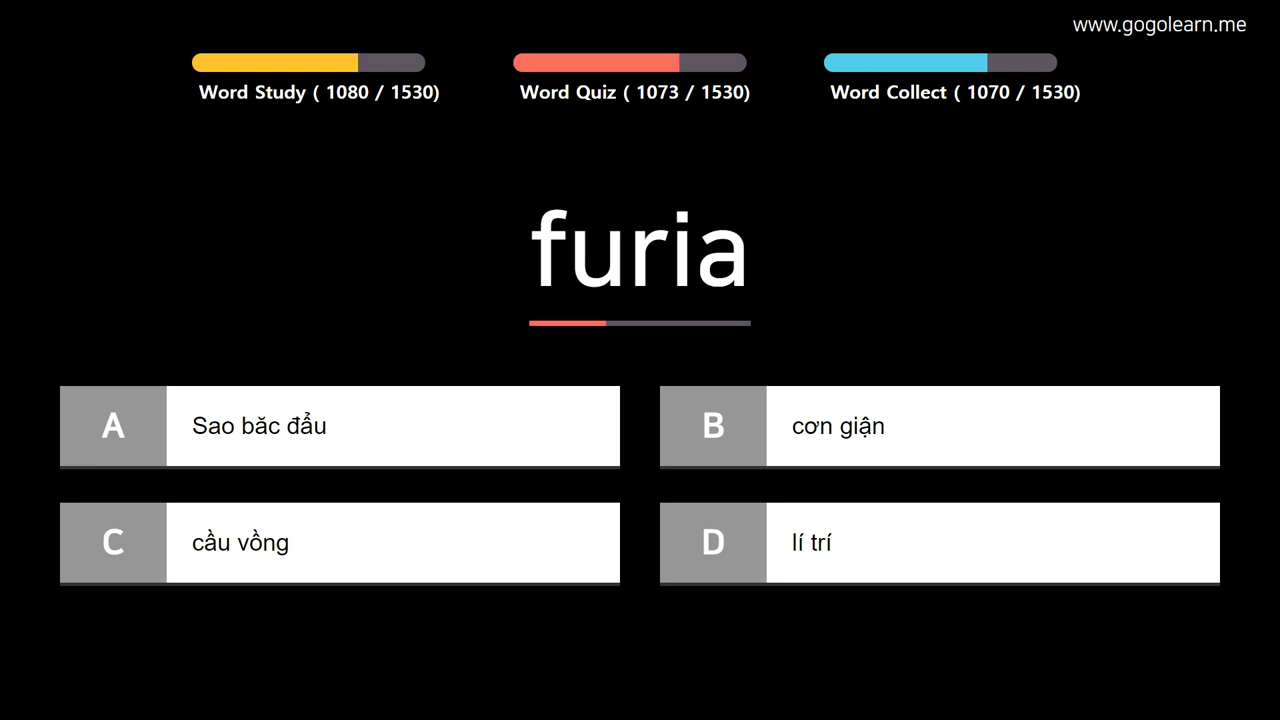 www.gogolearn.me
Word Study ( 1080 / 1530)
Word Quiz ( 1073 / 1530)
Word Collect ( 1070 / 1530)
furia
A Sao băc đẩu
B cơn giận
C cầu vồng
D lí trí